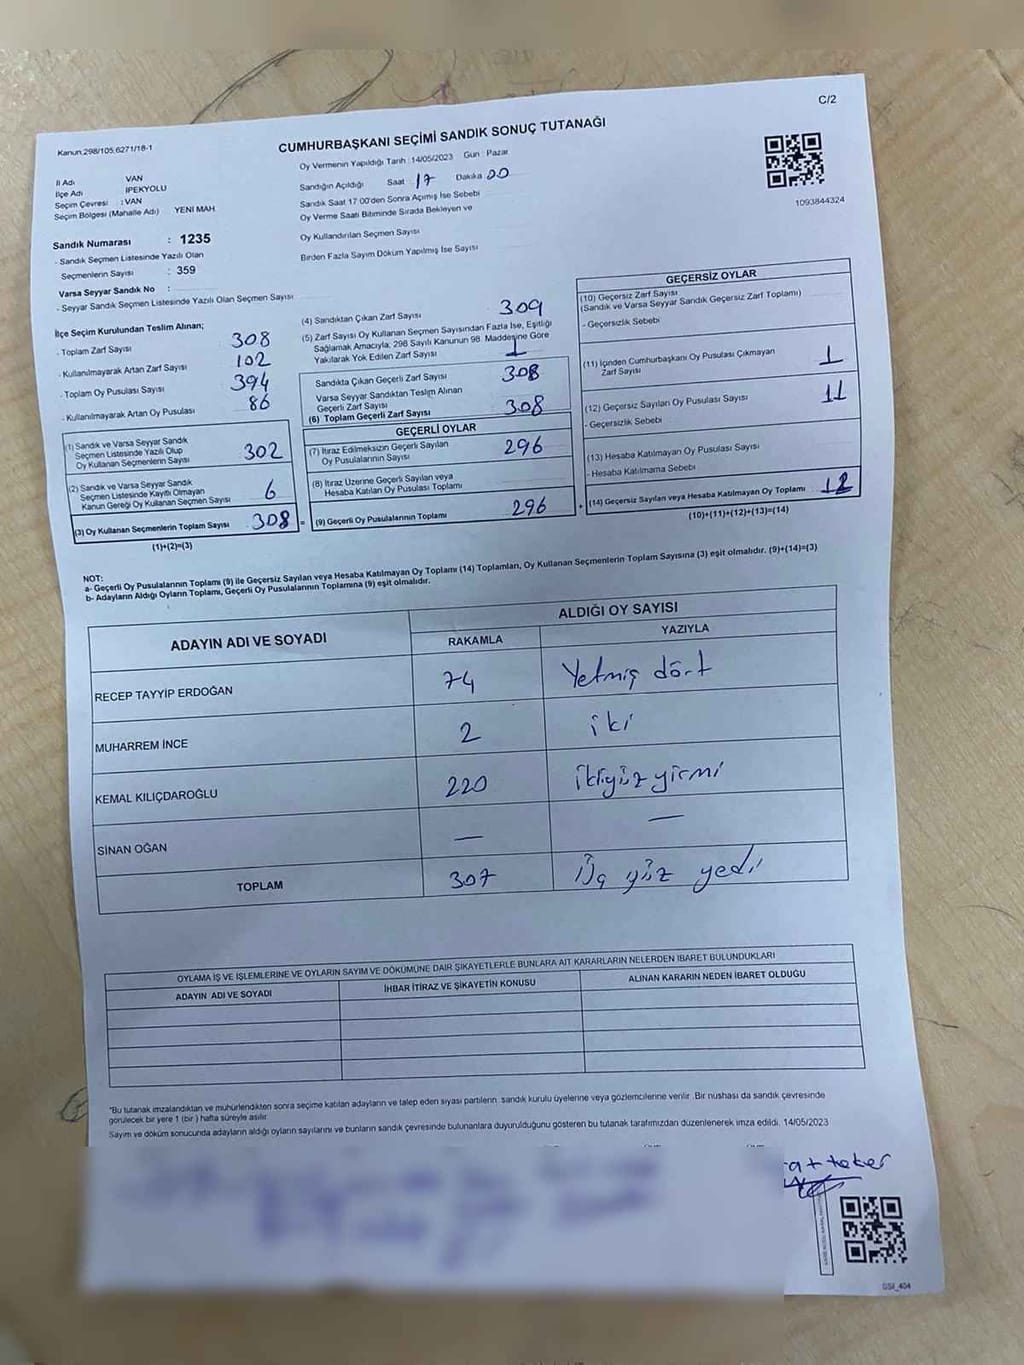 C/2
Kanun:298/105,6271/18-1
CUMHURBAŞKANI SEÇİMİ SANDIK SONUÇ TUTANAĞI
Oy Vermenin Yapıldığı Tarih :14/05/2023 Gün : Pazar
İl Adı VAN
İlçe Adı İPEKYOLU
Seçim Çevresi : VAN
Seçim Bölgesi (Mahalle Adı) YENİ MAH
Sandığın Açıldığı Saat 17 Dakika 00
Sandık Saat 17:00'den Sonra Açımış İse Sebebi
Oy Verme Saati Bitiminde Sırada Bekleyen ve
Oy Kullandırılan Seçmen Sayısı
Birden Fazla Sayım Döküm Yapılmış İse Sayısı
1093844324
Sandık Numarası : 1235
- Sandık Seçmen Listesinde Yazılı Olan
Seçmenlerin Sayısı : 359
Varsa Seyyar Sandık No :
- Seyyar Sandık Seçmen Listesinde Yazılı Olan Seçmen Sayısı
İlçe Seçim Kurulundan Teslim Alınan;
- Toplam Zarf Sayısı 308
- Kullanılmayarak Artan Zarf Sayısı 102
- Toplam Oy Pusulası Sayısı 394
- Kullanılmayarak Artan Oy Pusulası 86
(1) Sandık ve Varsa Seyyar Sandık
Seçmen Listesinde Yazılı Olup
Oy Kullanan Seçmenlerin Sayısı 302
(2) Sandık ve Varsa Seyyar Sandık
Seçmen Listesinde Kayıtlı Olmayan
Kanun Gereği Oy Kullanan Seçmen Sayısı 6
(3) Oy Kullanan Seçmenlerin Toplam Sayısı 308 =
(1)+(2)=(3)
(4) Sandıktan Çıkan Zarf Sayısı 309
(5) Zarf Sayısı Oy Kullanan Seçmen Sayısından Fazla İse, Eşitliği
Sağlamak Amacıyla, 298 Sayılı Kanunun 98. Maddesine Göre
Yakılarak Yok Edilen Zarf Sayısı 1
Sandıkta Çıkan Geçerli Zarf Sayısı 308
Varsa Seyyar Sandıktan Teslim Alınan
Geçerli Zarf Sayısı
(6) Toplam Geçerli Zarf Sayısı 308
GEÇERLİ OYLAR
(7) İtiraz Edilmeksizin Geçerli Sayılan
Oy Pusulalarının Sayısı 296
(8) İtiraz Üzerine Geçerli Sayılan veya
Hesaba Katılan Oy Pusulası Toplamı
(9) Geçerli Oy Pusulalarının Toplamı 296 +
GEÇERSİZ OYLAR
(10) Geçersiz Zarf Sayısı
(Sandık ve Varsa Seyyar Sandık Geçersiz Zarf Toplamı)
- Geçersizlik Sebebi
(11) İçinden Cumhurbaşkanı Oy Pusulası Çıkmayan
Zarf Sayısı 1
(12) Geçersiz Sayılan Oy Pusulası Sayısı 11
- Geçersizlik Sebebi
(13) Hesaba Katılmayan Oy Pusulası Sayısı
- Hesaba Katılmama Sebebi
(14) Geçersiz Sayılan veya Hesaba Katılmayan Oy Toplamı 12
(10)+(11)+(12)+(13)=(14)
NOT:
a- Geçerli Oy Pusulalarının Toplamı (9) ile Geçersiz Sayılan veya Hesaba Katılmayan Oy Toplamı (14) Toplamları, Oy Kullanan Seçmenlerin Toplam Sayısına (3) eşit olmalıdır. (9)+(14)=(3)
b- Adayların Aldığı Oyların Toplamı, Geçerli Oy Pusulalarının Toplamına (9) eşit olmalıdır.
ADAYIN ADI VE SOYADI ALDIĞI OY SAYISI
RAKAMLA YAZIYLA
RECEP TAYYİP ERDOĞAN 74 Yetmiş dört
MUHARREM İNCE 2 iki
KEMAL KILIÇDAROĞLU 220 ikiyüz yirmi
SİNAN OĞAN — —
TOPLAM 307 Üç yüz yedi
OYLAMA İŞ VE İŞLEMLERİNE VE OYLARIN SAYIM VE DÖKÜMÜNE DAİR ŞİKAYETLERLE BUNLARA AİT KARARLARIN NELERDEN İBARET BULUNDUKLARI
ADAYIN ADI VE SOYADI İHBAR İTİRAZ VE ŞİKAYETİN KONUSU ALINAN KARARIN NEDEN İBARET OLDUĞU
*Bu tutanak imzalandıktan ve mühürlendikten sonra seçime katılan adayların ve talep eden siyasi partilerin sandık kurulu üyelerine veya gözlemcilerine verilir. Bir nüshası da sandık çevresinde
görülecek bir yere 1 (bir) hafta süreyle asılır.
Sayım ve döküm sonucunda adayların aldığı oyların sayılarını ve bunların sandık çevresinde bulunanlara duyurulduğunu gösteren bu tutanak tarafımızdan düzenlenerek imza edildi. 14/05/2023